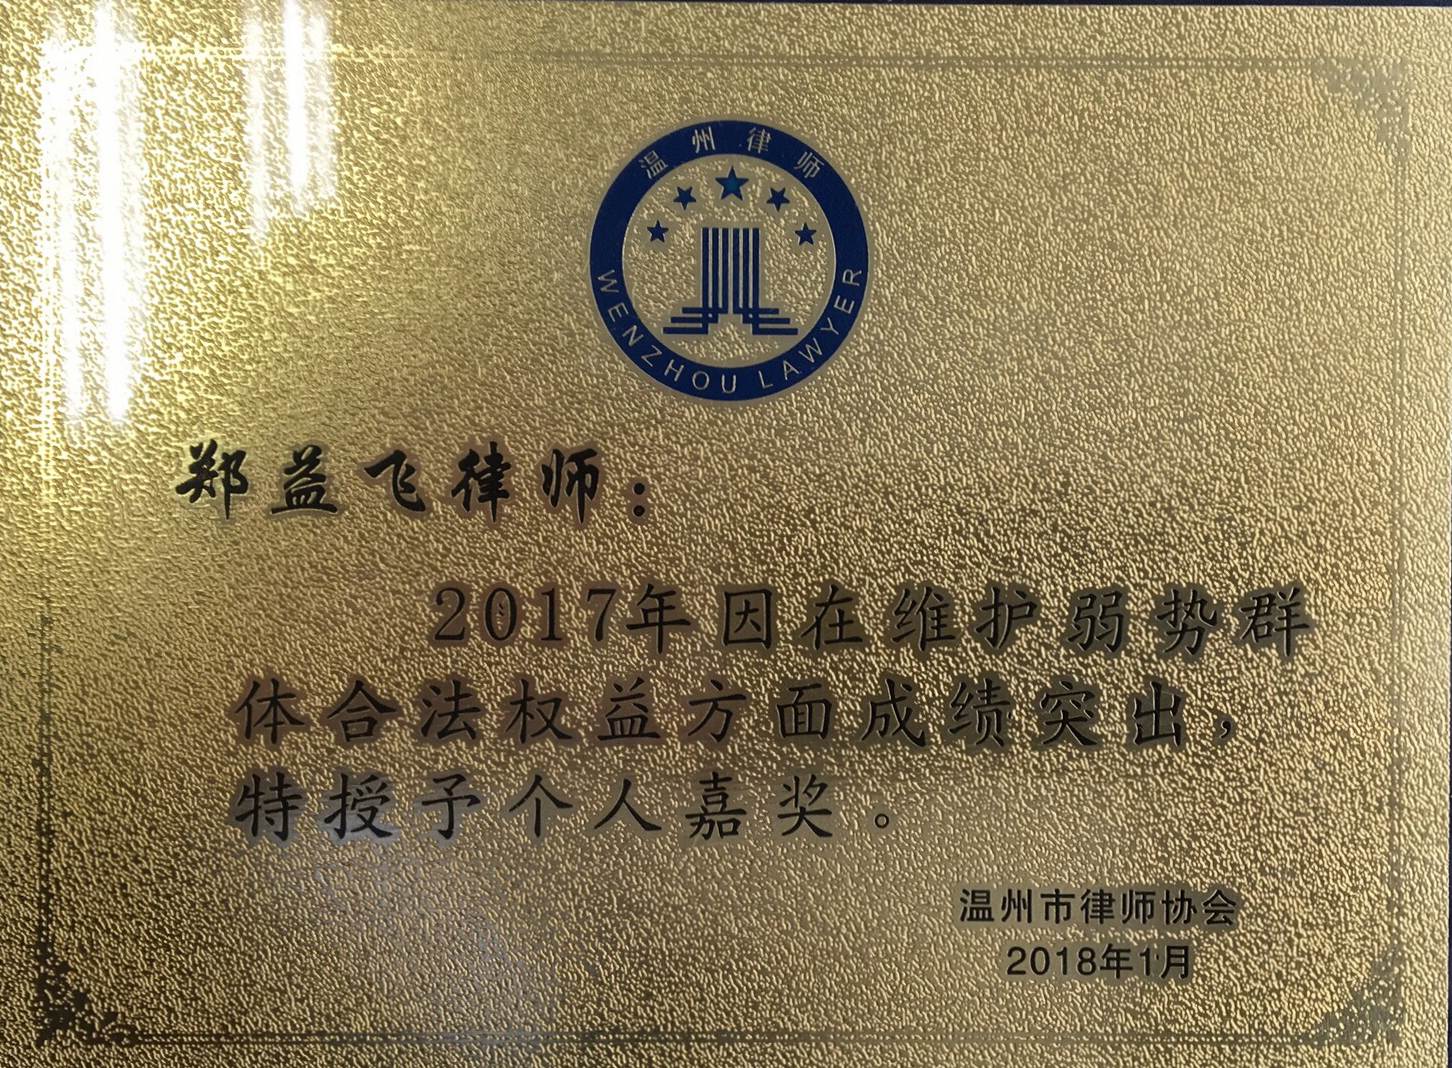 温州律师
WENZHOU LAWYER
郑益飞律师：
2017年因在维护弱势群
体合法权益方面成绩突出，
特授予个人嘉奖。
温州市律师协会
2018年1月